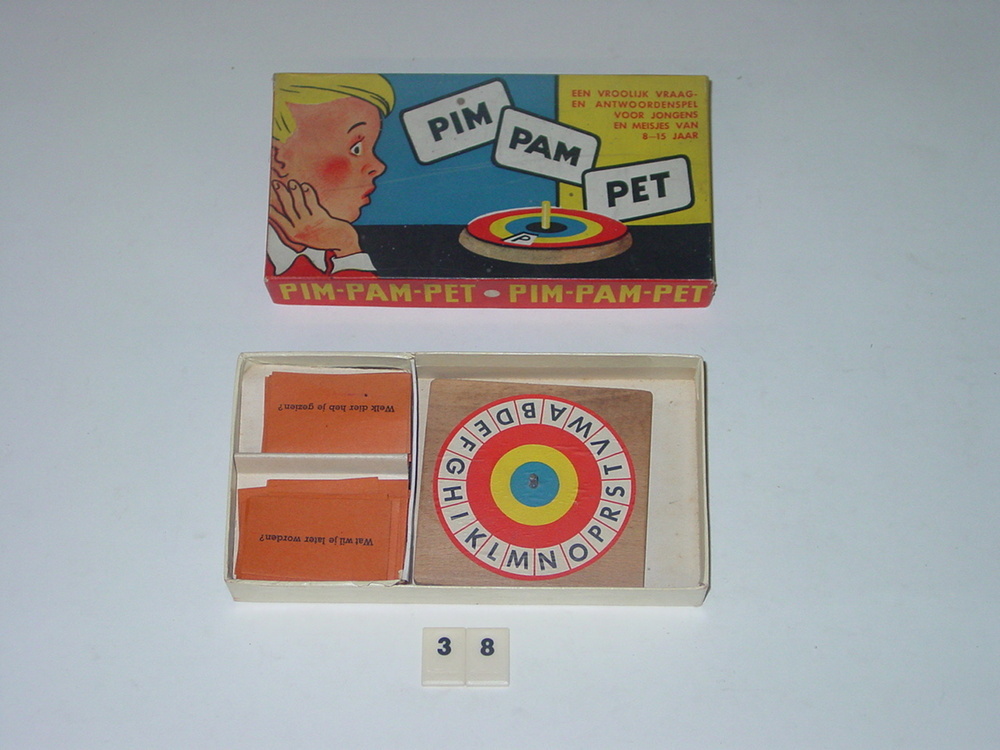 PIM
PAM
PET
EEN VROOLIJK VRAAG-
EN ANTWOORDENSPEL
VOOR JONGENS
EN MEISJES VAN
8—15 JAAR
P
PIM-PAM-PET • PIM-PAM-PET
Welk dier heb je gezien?
Wat wil je later worden?
A B D E F G H I K L M N O P R S T V W
3 8